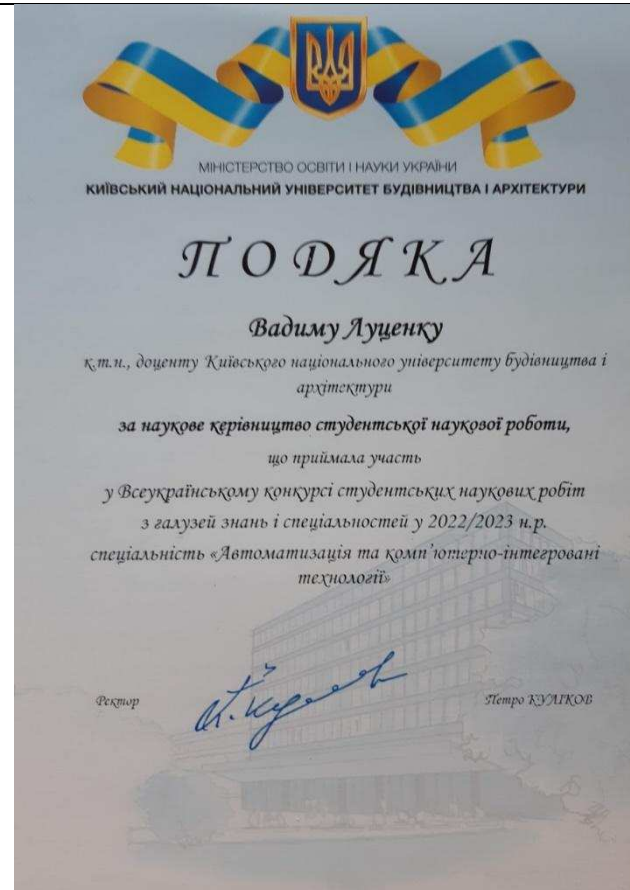 МІНІСТЕРСТВО ОСВІТИ І НАУКИ УКРАЇНИ
КИЇВСЬКИЙ НАЦІОНАЛЬНИЙ УНІВЕРСИТЕТ БУДІВНИЦТВА І АРХІТЕКТУРИ
ПОДЯКА
Вадиму Луценку
к.т.н., доценту Київського національного університету будівництва і
архітектури
за наукове керівництво студентської наукової роботи,
що приймала участь
у Всеукраїнському конкурсі студентських наукових робіт
з галузей знань і спеціальностей у 2022/2023 н.р.
спеціальність «Автоматизація та комп'ютерно-інтегровані
технології»
Ректор
Петро КУЛІКОВ